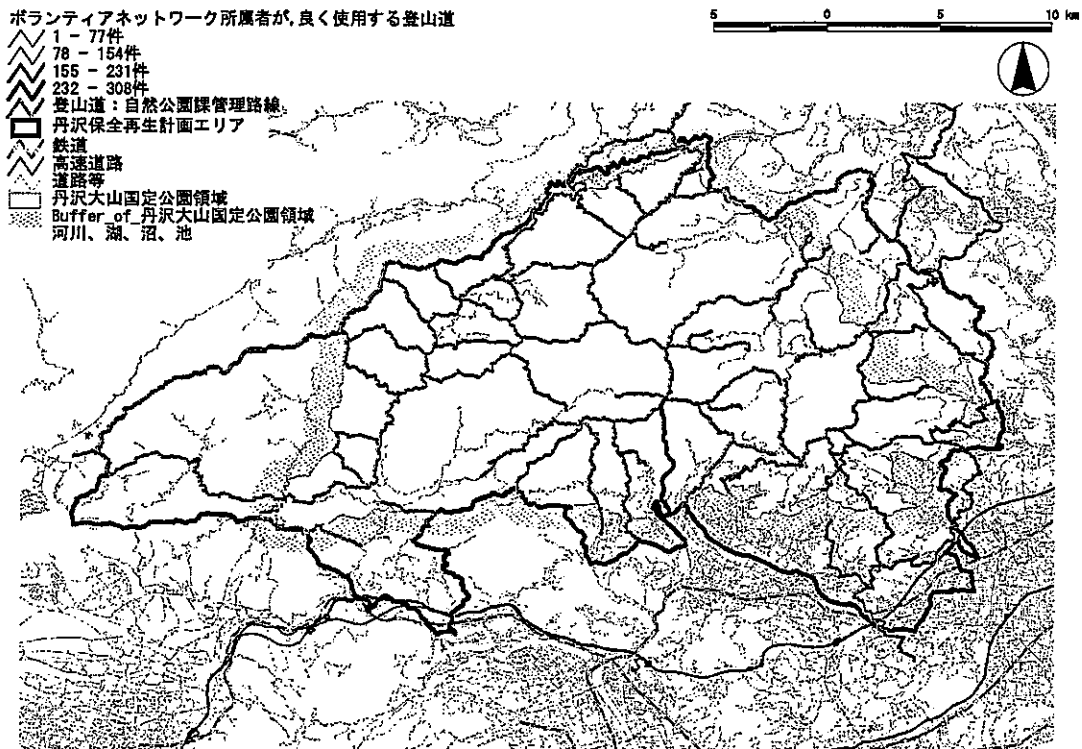 ボランティアネットワーク所属者が,良く使用する登山道
1 - 77件
78 - 154件
155 - 231件
232 - 308件
登山道：自然公園課管理路線
丹沢保全再生計画エリア
鉄道
高速道路
道路等
丹沢大山国定公園領域
Buffer_of_丹沢大山国定公園領域
河川、湖、沼、池
5 0 5 10 km